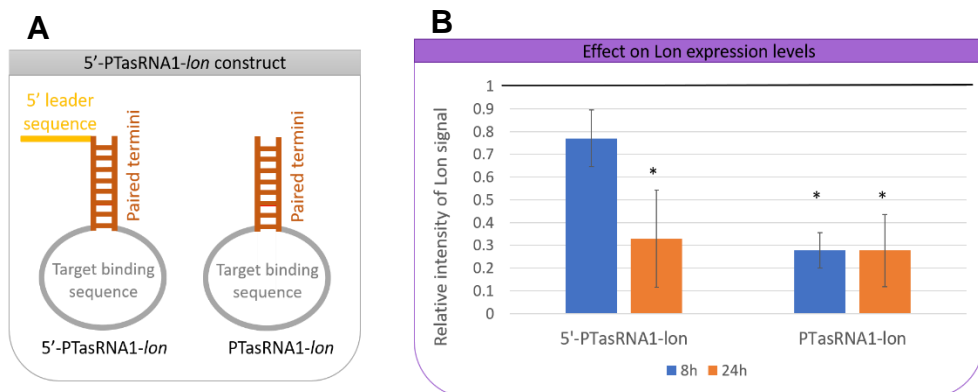 A
5'-PTasRNA1-lon construct
5' leader
sequence
Paired termini
Paired termini
Target binding
sequence
Target binding
sequence
5'-PTasRNA1-lon
PTasRNA1-lon
B
Effect on Lon expression levels
Relative intensity of Lon signal
1
0.9
0.8
0.7
0.6
0.5
0.4
0.3
0.2
0.1
0
*
*
*
5'-PTasRNA1-lon
PTasRNA1-lon
8h 24h